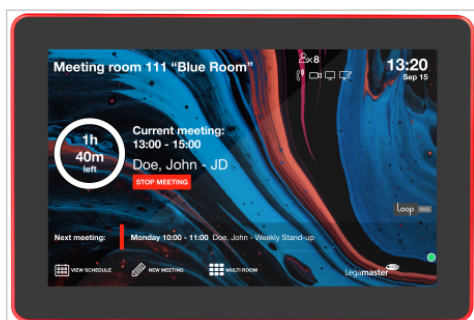 Meeting room 111 “Blue Room”
x8
13:20
Sep 15
1h
40m
left
Current meeting:
13:00 - 15:00
Doe, John - JD
STOP MEETING
Loop
Next meeting:
Monday 10:00 - 11:00 Doe, John - Weekly Stand-up
VIEW SCHEDULE
NEW MEETING
MULTI ROOM
Legamaster